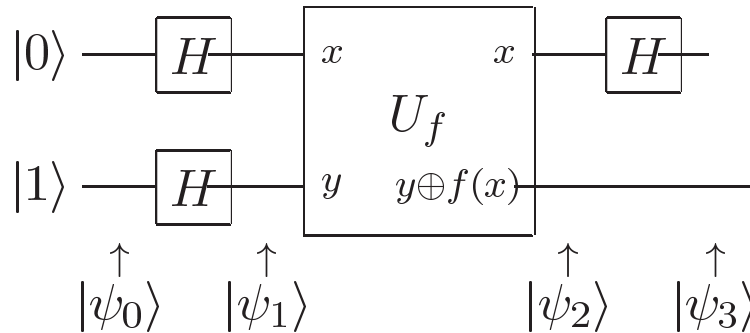 |0⟩ H x x H
U_f
|1⟩ H y y⊕f(x)
↑ ↑ ↑ ↑
|ψ₀⟩ |ψ₁⟩ |ψ₂⟩ |ψ₃⟩